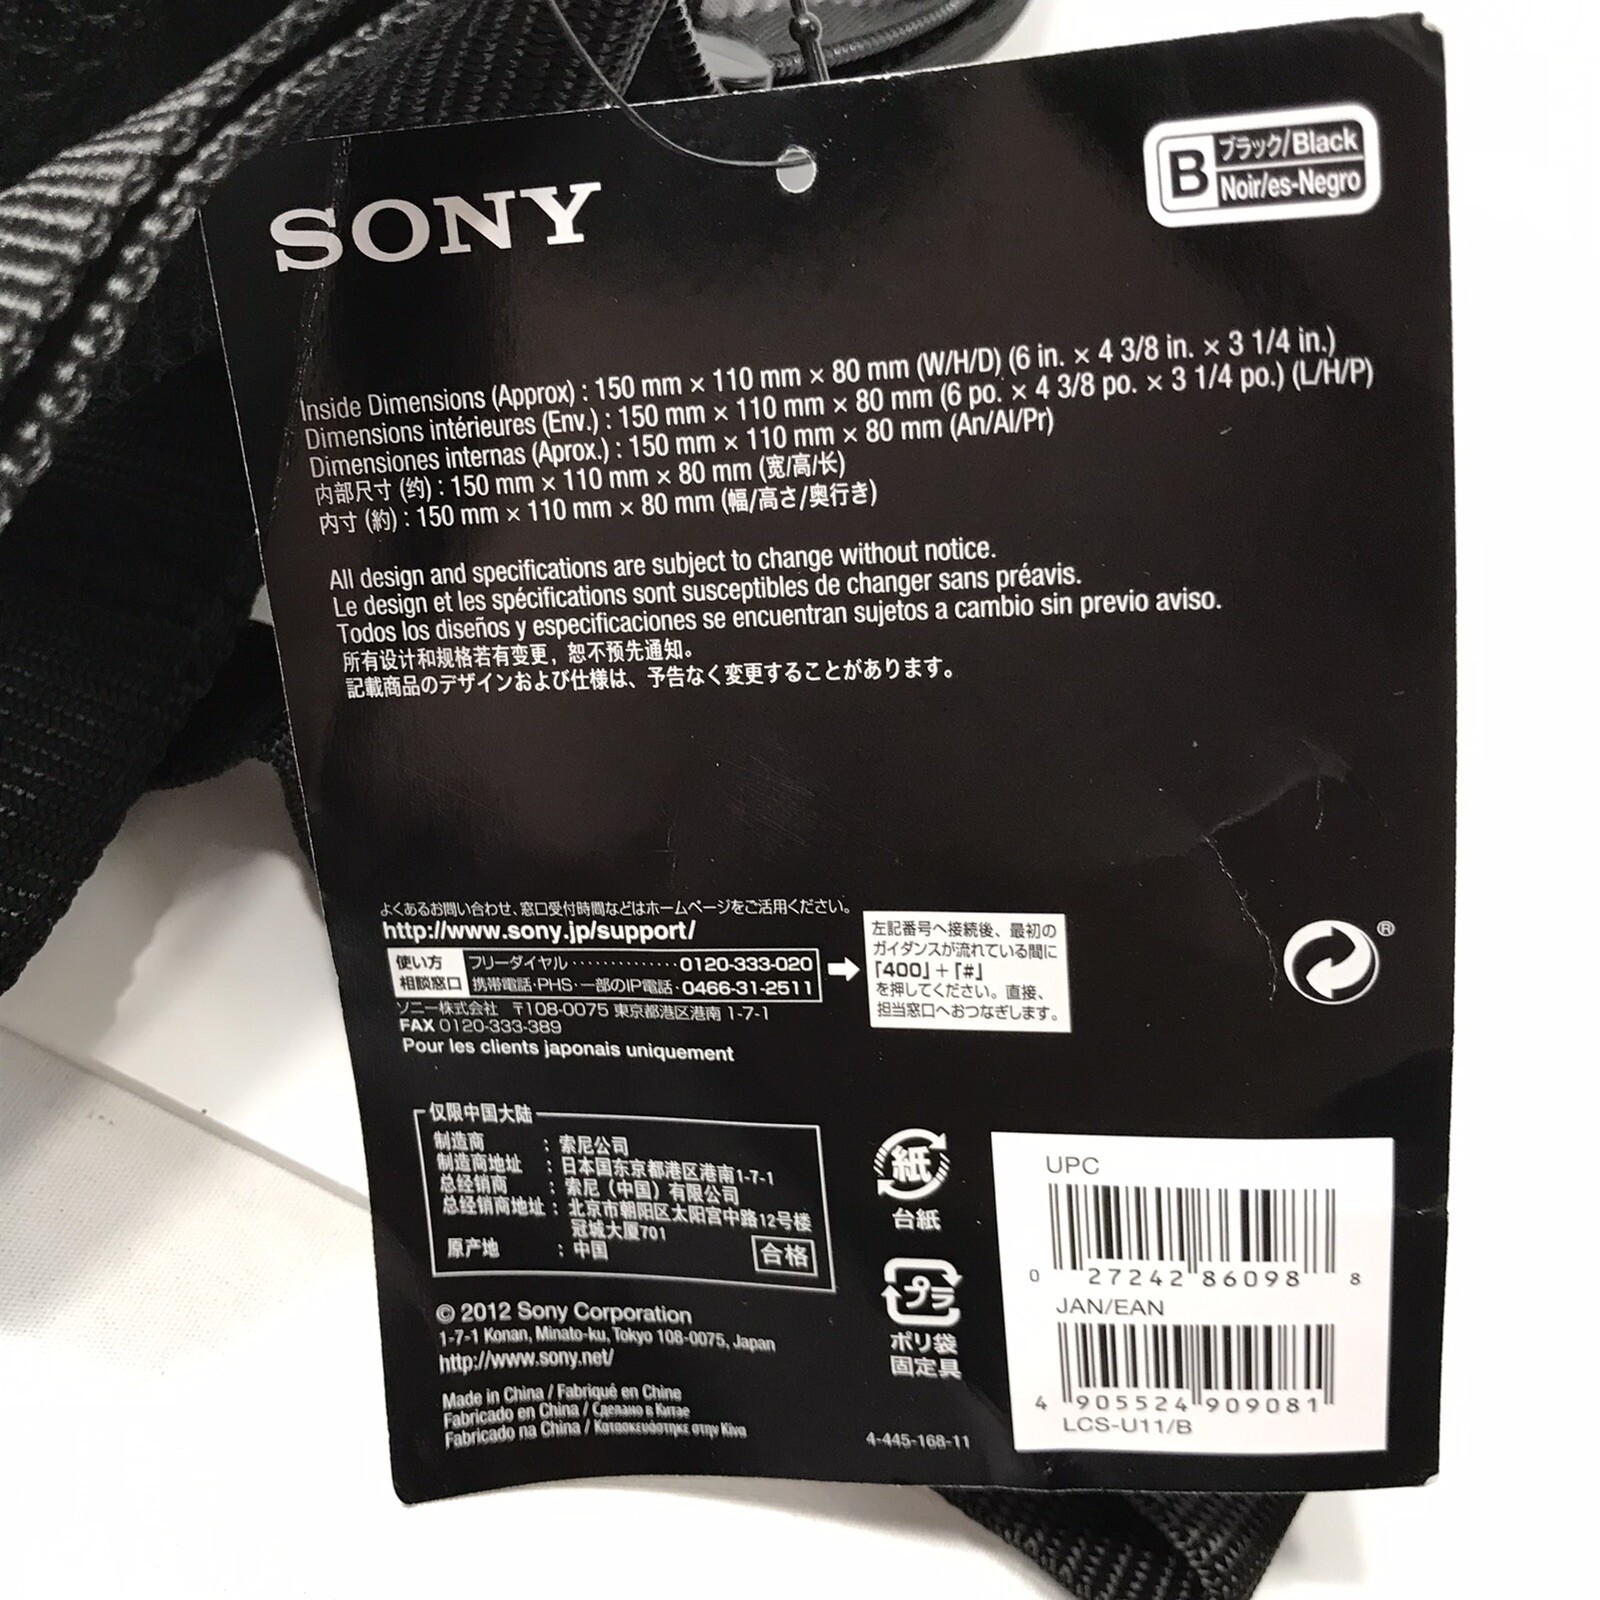 SONY
B ブラック/Black
Noir/es-Negro
Inside Dimensions (Approx) : 150 mm × 110 mm × 80 mm (W/H/D) (6 in. × 4 3/8 in. × 3 1/4 in.)
Dimensions intérieures (Env.) : 150 mm × 110 mm × 80 mm (6 po. × 4 3/8 po. × 3 1/4 po.) (L/H/P)
Dimensiones internas (Aprox.) : 150 mm × 110 mm × 80 mm (An/Al/Pr)
内部尺寸 (约) : 150 mm × 110 mm × 80 mm (宽/高/长)
内寸 (約) : 150 mm × 110 mm × 80 mm (幅/高さ/奥行き)
All design and specifications are subject to change without notice.
Le design et les spécifications sont susceptibles de changer sans préavis.
Todos los diseños y especificaciones se encuentran sujetos a cambio sin previo aviso.
所有设计和规格若有变更，恕不预先通知。
記載商品のデザインおよび仕様は、予告なく変更することがあります。
よくあるお問い合わせ、窓口受付時間などはホームページをご活用ください。
http://www.sony.jp/support/
使い方
相談窓口
フリーダイヤル··············0120-333-020
携帯電話·PHS·一部のIP電話·0466-31-2511
左記番号へ接続後、最初の
ガイダンスが流れている間に
「400」+「#」
を押してください。直接、
担当窓口へおつなぎします。
ソニー株式会社 〒108-0075 東京都港区港南 1-7-1
FAX 0120-333-389
Pour les clients japonais uniquement
®
仅限中国大陆
制造商 : 索尼公司
制造商地址 : 日本国东京都港区港南1-7-1
总经销商 : 索尼（中国）有限公司
总经销商地址 : 北京市朝阳区太阳宫中路12号楼
冠城大厦701
原产地 : 中国
合格
© 2012 Sony Corporation
1-7-1 Konan, Minato-ku, Tokyo 108-0075, Japan
http://www.sony.net/
Made in China / Fabriqué en Chine
Fabricado en China / Сделано в Китае
Fabricado na China / Κατασκευάστηκε στην Κίνα
紙
台紙
プラ
ポリ袋
固定具
4-445-168-11
UPC
0 27242 86098 8
JAN/EAN
4 905524 909081
LCS-U11/B